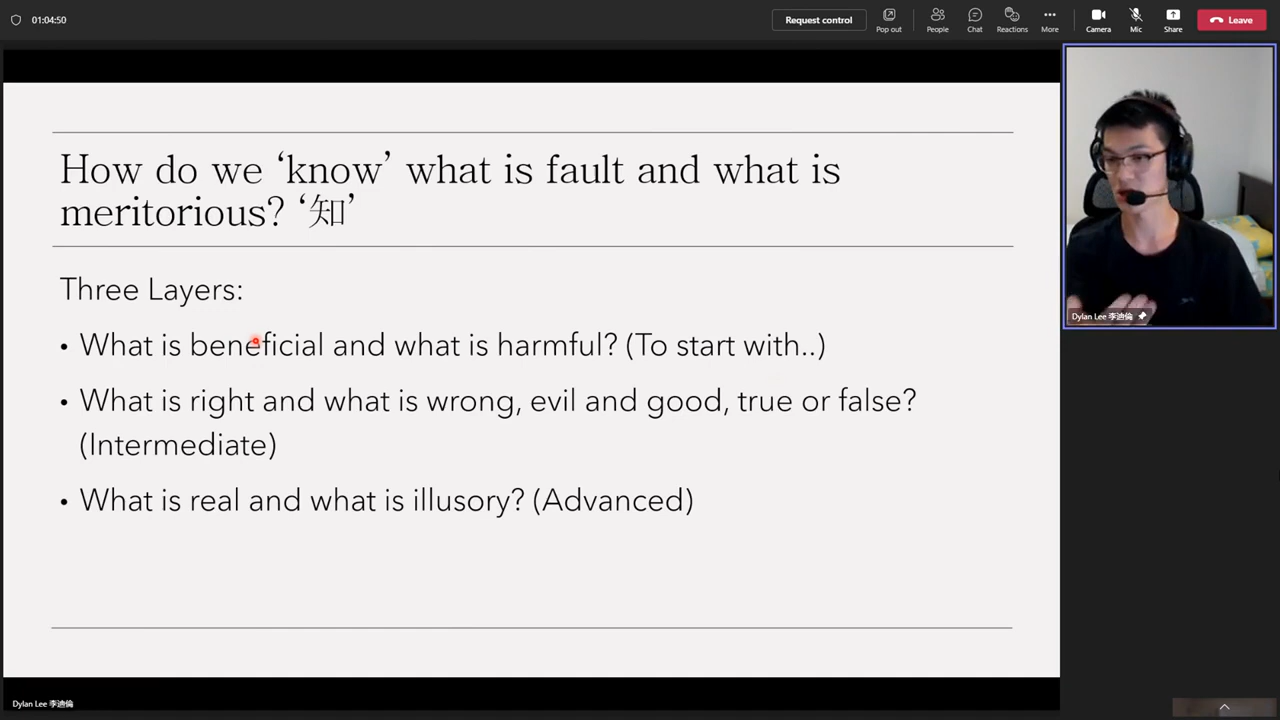 01:04:50
Request control
Pop out
People
Chat
Reactions
More
Camera
Mic
Share
Leave
How do we ‘know’ what is fault and what is
meritorious? ‘知’
Three Layers:
• What is beneficial and what is harmful? (To start with..)
• What is right and what is wrong, evil and good, true or false?
(Intermediate)
• What is real and what is illusory? (Advanced)
Dylan Lee 李迪倫
Dylan Lee 李迪倫